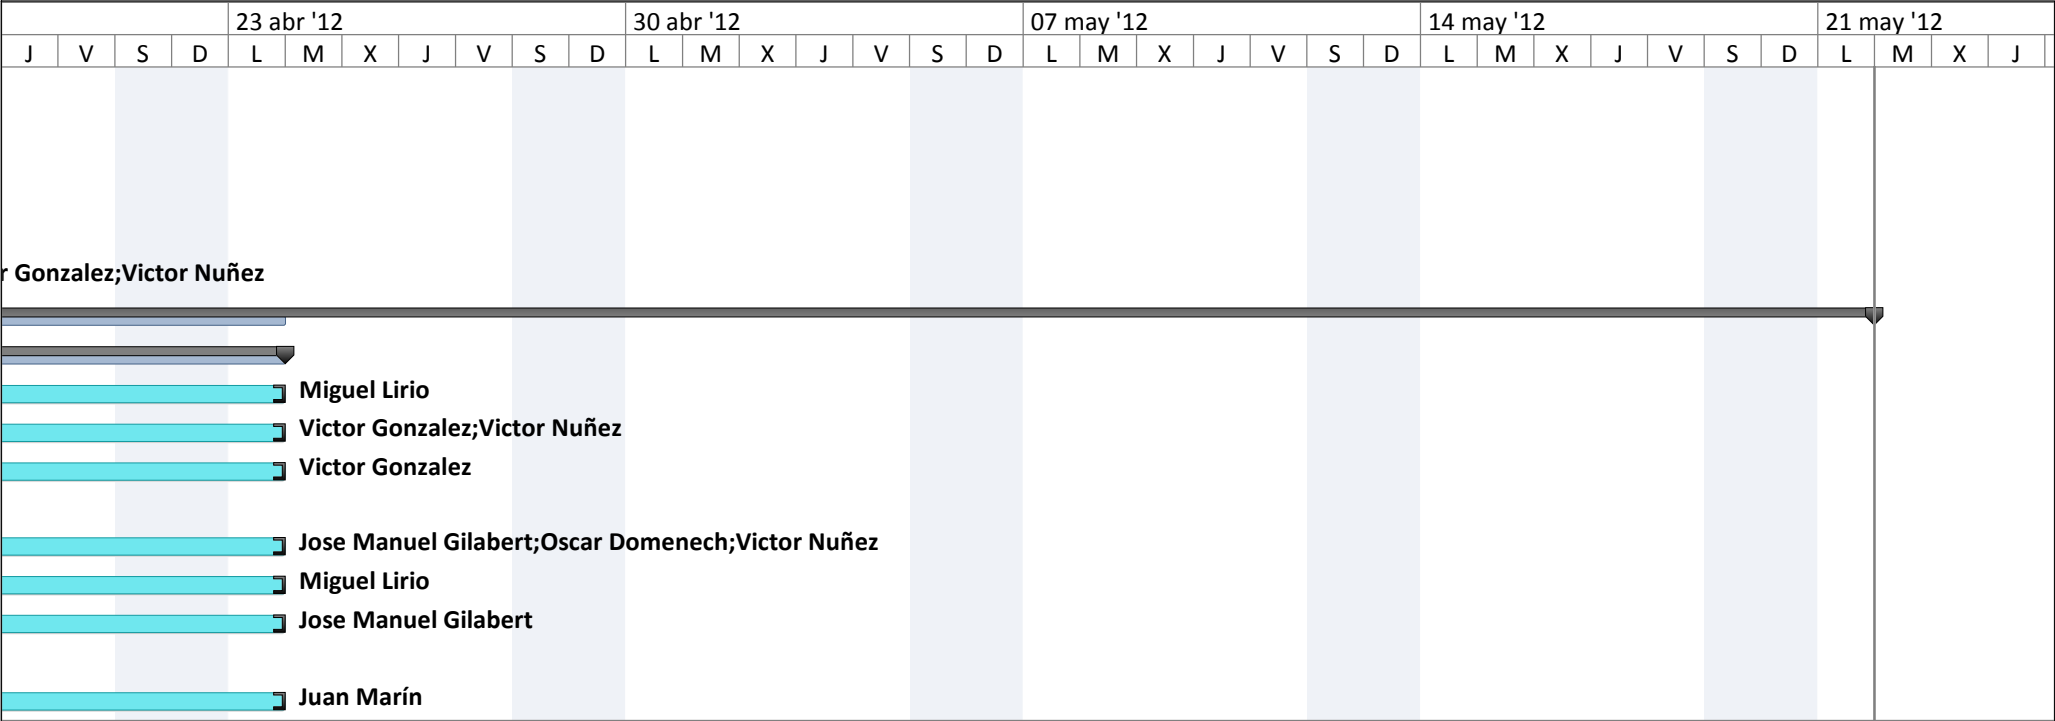 23 abr '12 30 abr '12 07 may '12 14 may '12 21 may '12
J V S D L M X J V S D L M X J V S D L M X J V S D L M X J V S D L M X J
r Gonzalez;Victor Nuñez
Miguel Lirio
Victor Gonzalez;Victor Nuñez
Victor Gonzalez
Jose Manuel Gilabert;Oscar Domenech;Victor Nuñez
Miguel Lirio
Jose Manuel Gilabert
Juan Marín